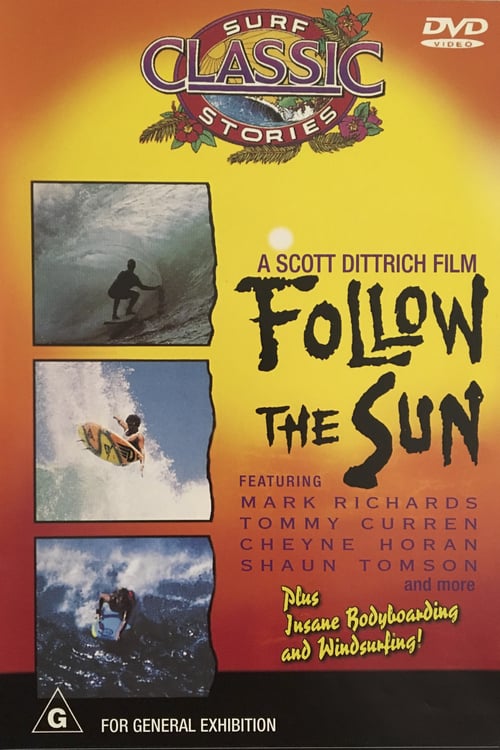 SURF
CLASSIC
STORIES
DVD
VIDEO
A SCOTT DITTRICH FILM
FOLLOW
THE SUN
FEATURING
MARK RICHARDS
TOMMY CURREN
CHEYNE HORAN
SHAUN TOMSON
and more
Plus
Insane Bodyboarding
and Windsurfing!
G
FOR GENERAL EXHIBITION